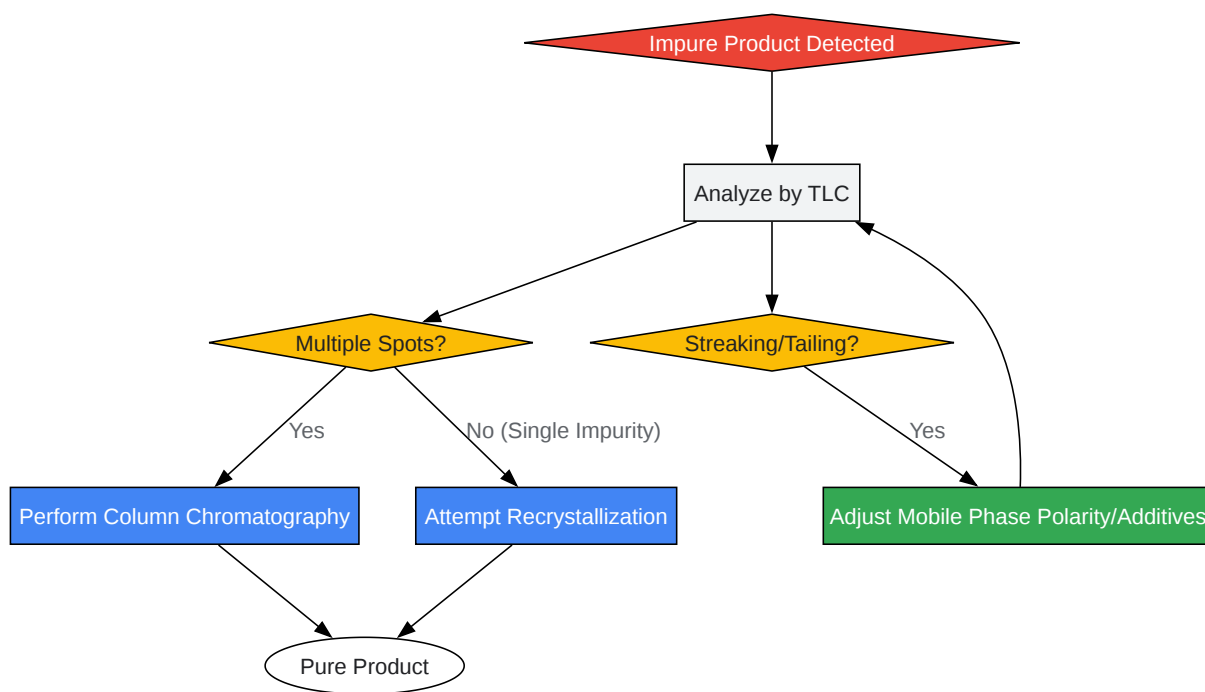 Impure Product Detected
Analyze by TLC
Multiple Spots?
Streaking/Tailing?
Yes
No (Single Impurity)
Yes
Perform Column Chromatography
Attempt Recrystallization
Adjust Mobile Phase Polarity/Additives
Pure Product